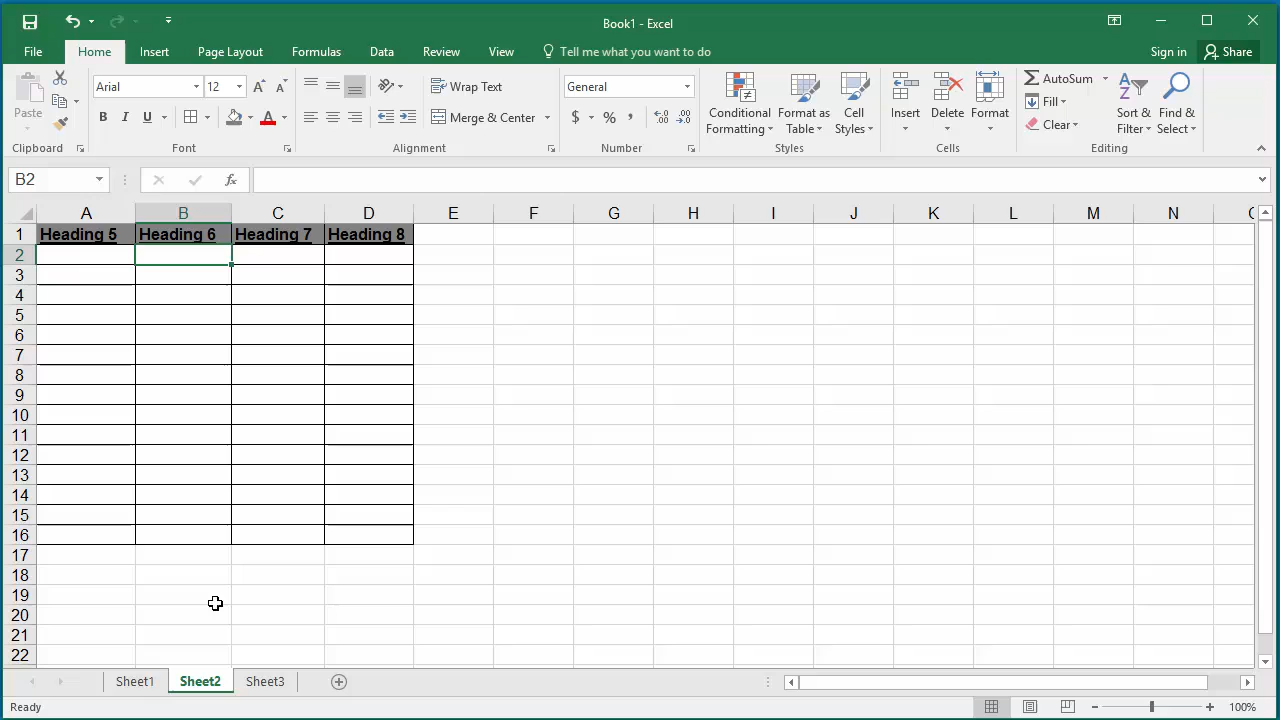 Book1 - Excel
File Home Insert Page Layout Formulas Data Review View Tell me what you want to do Sign in Share
Paste
Clipboard
Arial 12
B I U A
Font
Wrap Text
Merge & Center
Alignment
General
$ % ,
Number
Conditional Formatting
Format as Table
Cell Styles
Styles
Insert
Delete
Format
Cells
AutoSum
Fill
Clear
Sort & Filter
Find & Select
Editing
B2 fx
A B C D E F G H I J K L M N
1 Heading 5 Heading 6 Heading 7 Heading 8
2
3
4
5
6
7
8
9
10
11
12
13
14
15
16
17
18
19
20
21
22
Sheet1 Sheet2 Sheet3
Ready 100%